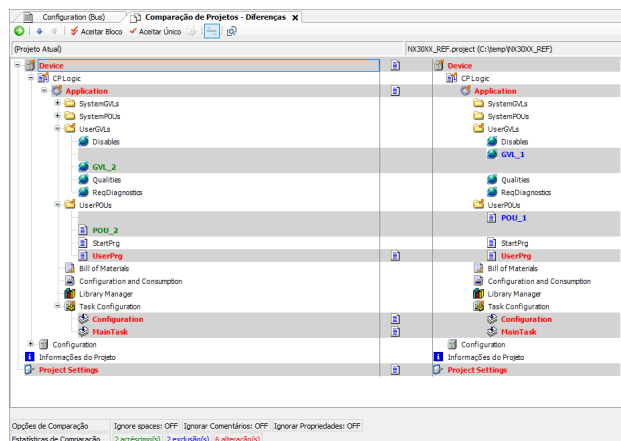 Configuration (Bus) Comparação de Projetos - Diferenças x
Aceitar Bloco Aceitar Único
(Projeto Atual) NX30XX_REF.project (C:\temp\NX30XX_REF)
Device Device
CPLogic CPLogic
Application Application
SystemGVLs SystemGVLs
SystemPOUs SystemPOUs
UserGVLs UserGVLs
Disables Disables
GVL_1
GVL_2
Qualities Qualities
ReqDiagnostics ReqDiagnostics
UserPOUs UserPOUs
POU_1
POU_2
StartPrg StartPrg
UserPrg UserPrg
Bill of Materials Bill of Materials
Configuration and Consumption Configuration and Consumption
Library Manager Library Manager
Task Configuration Task Configuration
Configuration Configuration
MainTask MainTask
Configuration Configuration
Informações do Projeto Informações do Projeto
Project Settings Project Settings
Opções de Comparação Ignore spaces: OFF Ignorar Comentários: OFF Ignorar Propriedades: OFF
Estatísticas de Comparação 2 acréscimo(s) 2 exclusão(s) 6 alteração(s)